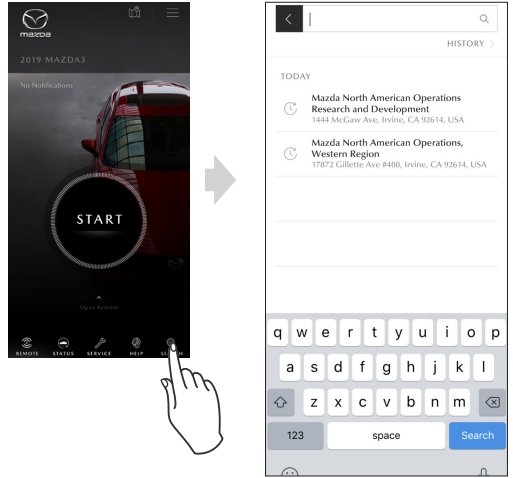 mazda
2019 MAZDA3
No Notifications
START
Open Remote
REMOTE STATUS SERVICE HELP SEARCH
HISTORY
TODAY
Mazda North American Operations
Research and Development
1444 McGaw Ave, Irvine, CA 92614, USA
Mazda North American Operations,
Western Region
17872 Gillette Ave #400, Irvine, CA 92614, USA
q w e r t y u i o p
a s d f g h j k l
z x c v b n m
123 space Search